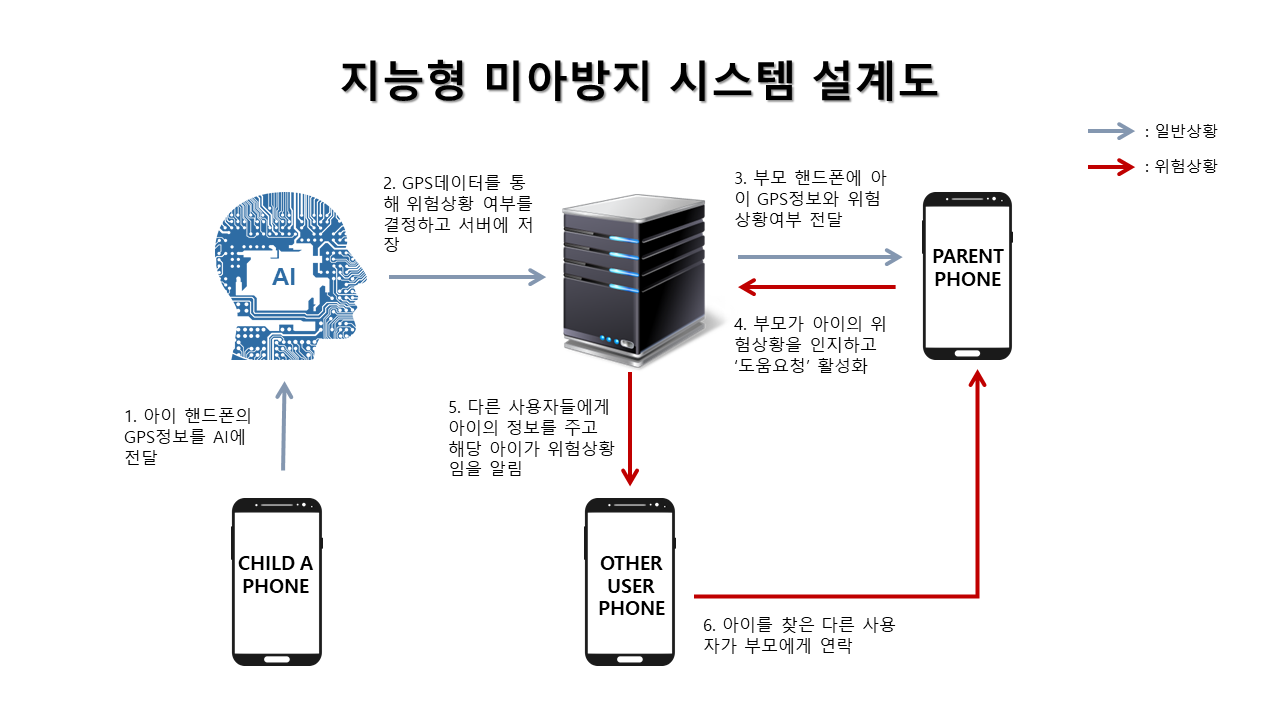 지능형 미아방지 시스템 설계도
: 일반상황
: 위험상황
2. GPS데이터를 통
해 위험상황 여부를
결정하고 서버에 저
장
3. 부모 핸드폰에 아
이 GPS정보와 위험
상황여부 전달
AI
PARENT
PHONE
4. 부모가 아이의 위
험상황을 인지하고
‘도움요청’ 활성화
1. 아이 핸드폰의
GPS정보를 AI에
전달
5. 다른 사용자들에게
아이의 정보를 주고
해당 아이가 위험상황
임을 알림
CHILD A
PHONE
OTHER
USER
PHONE
6. 아이를 찾은 다른 사용
자가 부모에게 연락